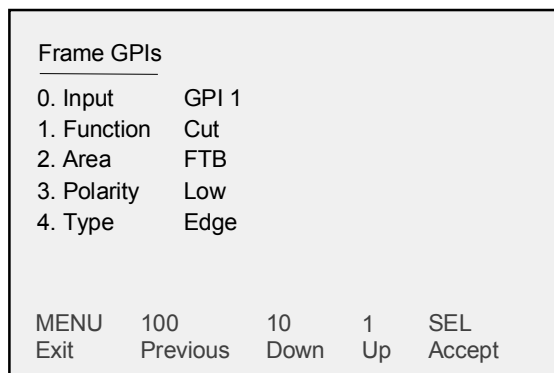 Frame GPIs
0. Input GPI 1
1. Function Cut
2. Area FTB
3. Polarity Low
4. Type Edge
MENU 100 10 1 SEL
Exit Previous Down Up Accept